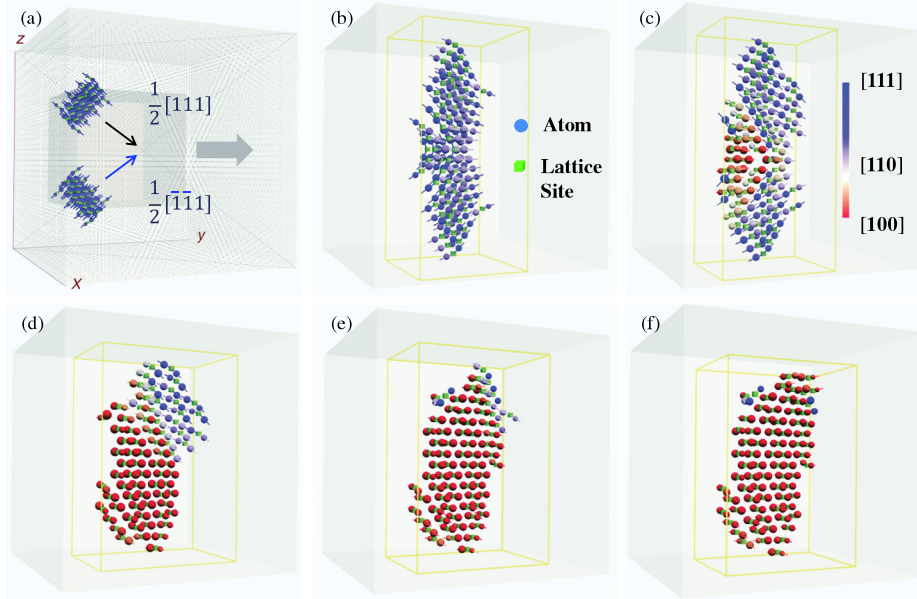 (a)
z
1/2 [111]
1/2 [1̅1̅1]
y
x
(b)
Atom
Lattice
Site
(c)
[111]
[110]
[100]
(d)
(e)
(f)